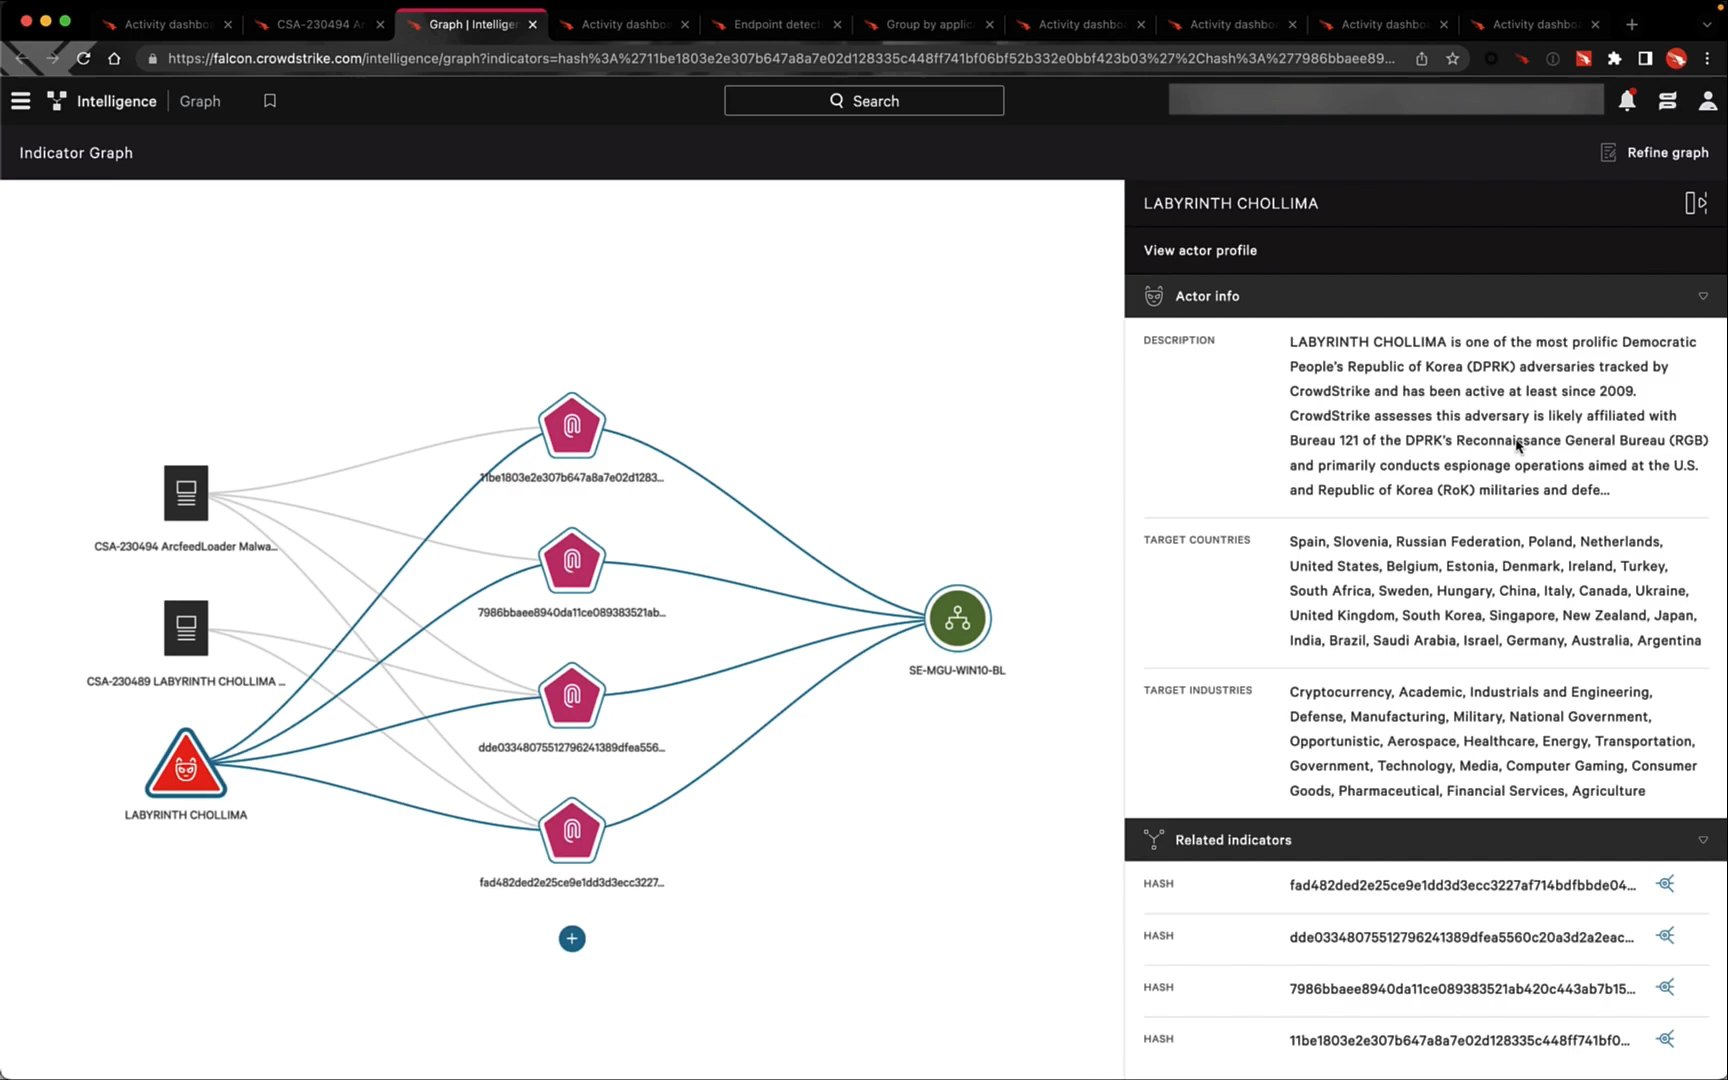 Activity dashbo
CSA-230494 Ar
Graph | Intellige
Activity dashbo
Endpoint detect
Group by applic
Activity dashbo
Activity dashbo
Activity dashbo
Activity dashbo
https://falcon.crowdstrike.com/intelligence/graph?indicators=hash%3A%2711be1803e2e307b647a8a7e02d128335c448ff741bf06bf52b332e0bbf423b03%27%2Chash%3A%277986bbaee89...
Intelligence
Graph
Search
Indicator Graph
Refine graph
LABYRINTH CHOLLIMA
View actor profile
Actor info
DESCRIPTION
LABYRINTH CHOLLIMA is one of the most prolific Democratic
People's Republic of Korea (DPRK) adversaries tracked by
CrowdStrike and has been active at least since 2009.
CrowdStrike assesses this adversary is likely affiliated with
Bureau 121 of the DPRK's Reconnaissance General Bureau (RGB)
and primarily conducts espionage operations aimed at the U.S.
and Republic of Korea (RoK) militaries and defe...
TARGET COUNTRIES
Spain, Slovenia, Russian Federation, Poland, Netherlands,
United States, Belgium, Estonia, Denmark, Ireland, Turkey,
South Africa, Sweden, Hungary, China, Italy, Canada, Ukraine,
United Kingdom, South Korea, Singapore, New Zealand, Japan,
India, Brazil, Saudi Arabia, Israel, Germany, Australia, Argentina
TARGET INDUSTRIES
Cryptocurrency, Academic, Industrials and Engineering,
Defense, Manufacturing, Military, National Government,
Opportunistic, Aerospace, Healthcare, Energy, Transportation,
Government, Technology, Media, Computer Gaming, Consumer
Goods, Pharmaceutical, Financial Services, Agriculture
Related indicators
HASH
fad482ded2e25ce9e1dd3d3ecc3227af714bdfbbde04...
HASH
dde03348075512796241389dfea5560c20a3d2a2eac...
HASH
7986bbaee8940da11ce089383521ab420c443ab7b15...
HASH
11be1803e2e307b647a8a7e02d128335c448ff741bf0...
11be1803e2e307b647a8a7e02d1283...
CSA-230494 ArcfeedLoader Malwa...
7986bbaee8940da11ce089383521ab...
CSA-230489 LABYRINTH CHOLLIMA ...
SE-MGU-WIN10-BL
dde03348075512796241389dfea556...
LABYRINTH CHOLLIMA
fad482ded2e25ce9e1dd3d3ecc3227...